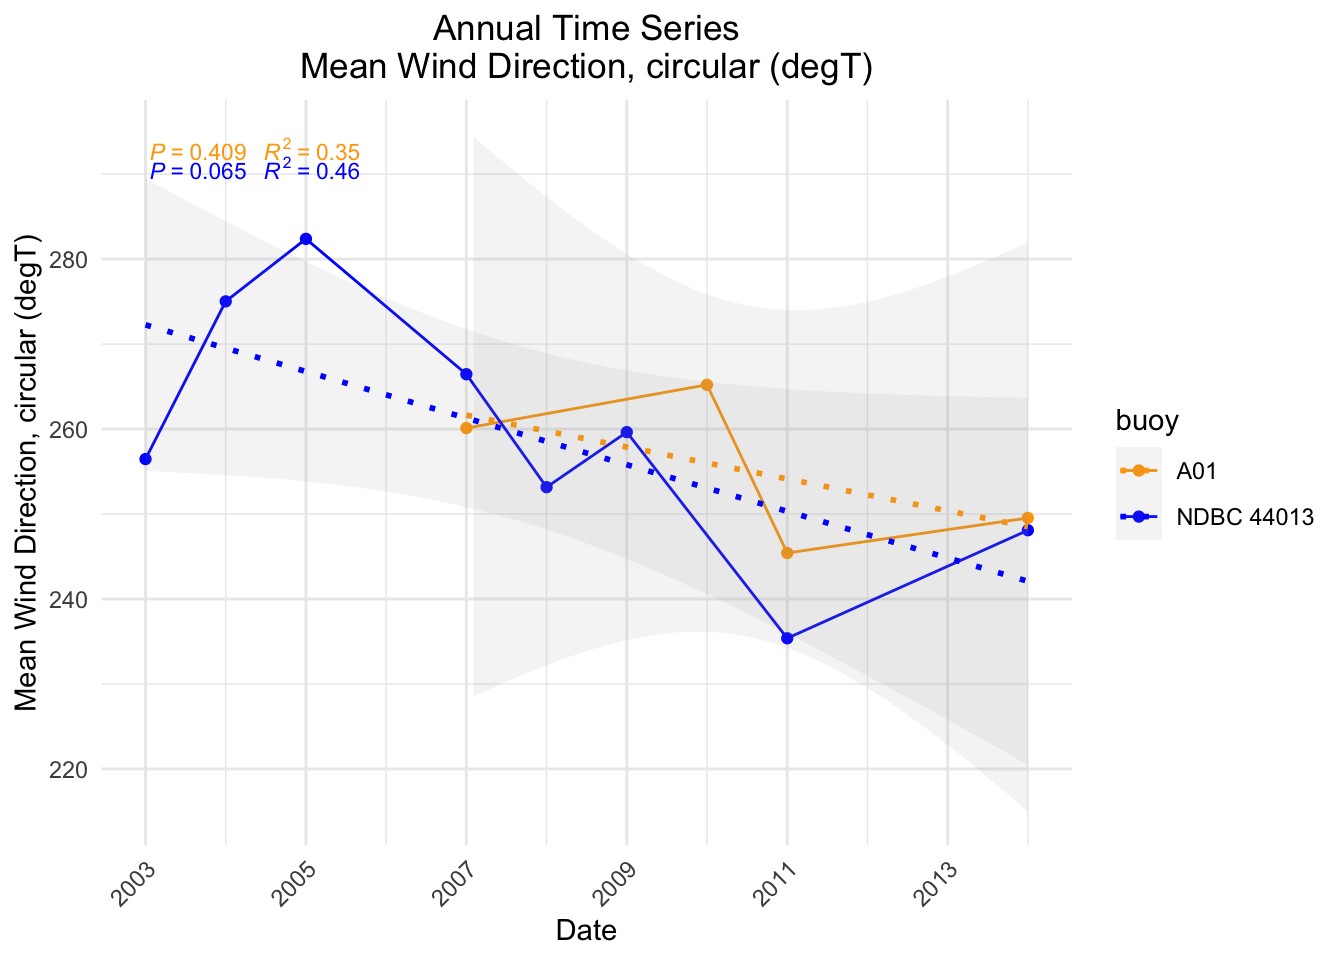 Annual Time Series
Mean Wind Direction, circular (degT)
P = 0.409 R² = 0.35
P = 0.065 R² = 0.46
Mean Wind Direction, circular (degT)
280
260
240
220
2003
2005
2007
2009
2011
2013
Date
buoy
A01
NDBC 44013